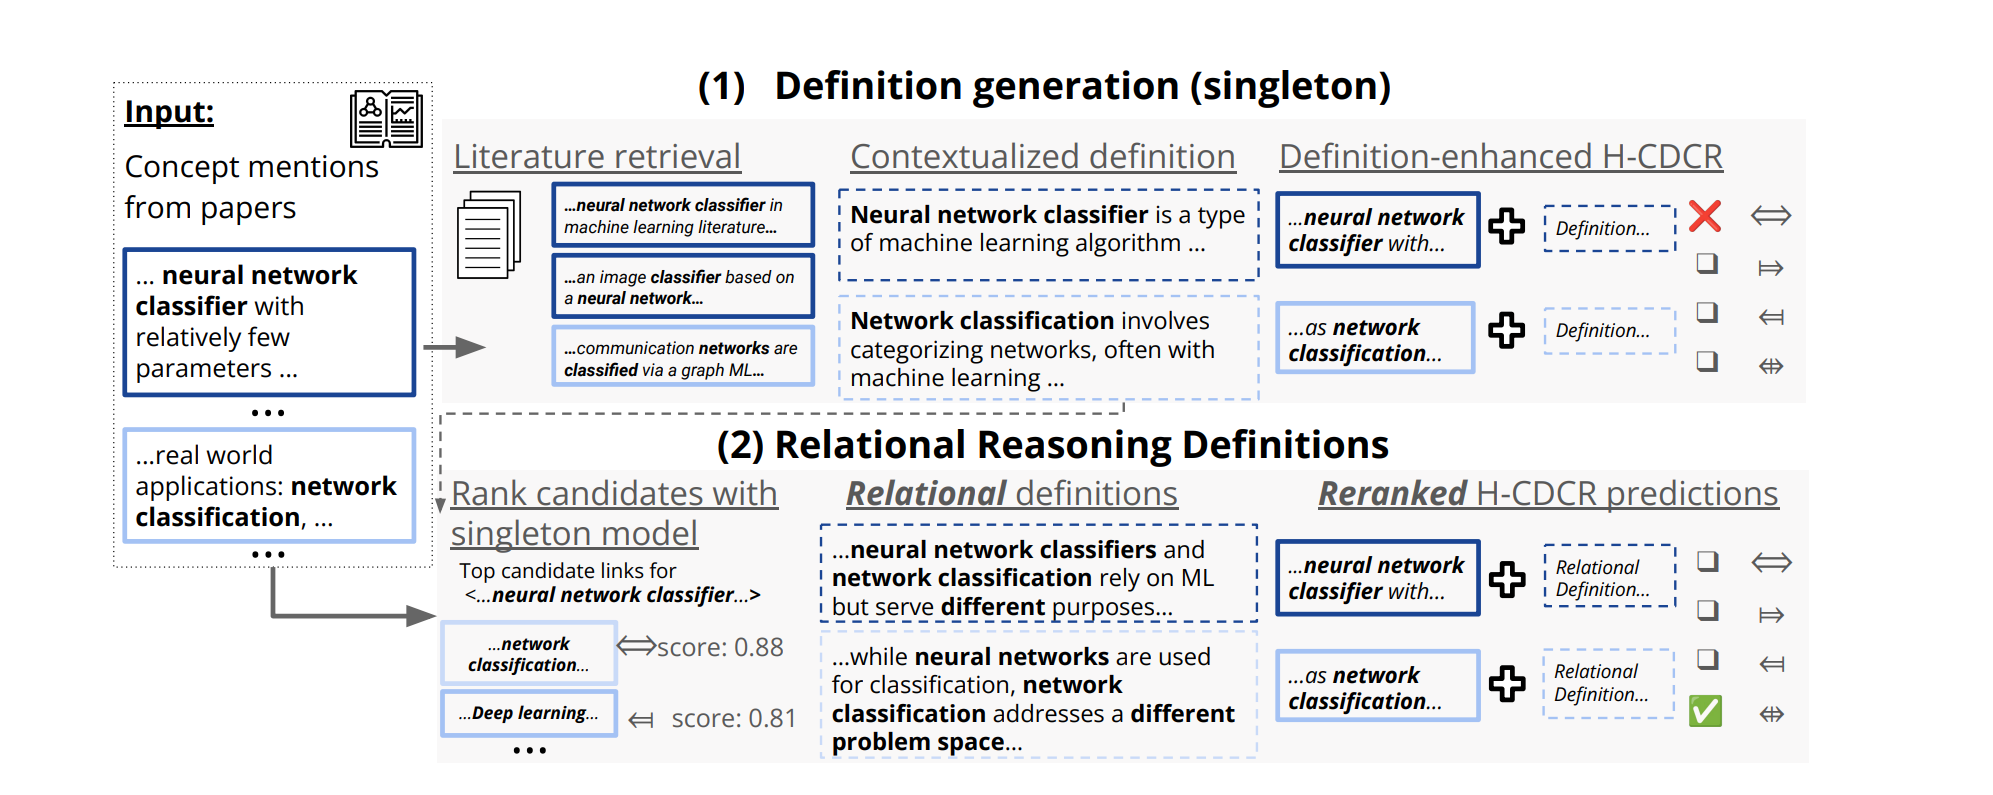 Input:
Concept mentions
from papers
... neural network
classifier with
relatively few
parameters ...
...
...real world
applications: network
classification, ...
...
(1) Definition generation (singleton)
Literature retrieval
...neural network classifier in
machine learning literature...
...an image classifier based on
a neural network...
...communication networks are
classified via a graph ML...
Contextualized definition
Neural network classifier is a type
of machine learning algorithm ...
Network classification involves
categorizing networks, often with
machine learning ...
Definition-enhanced H-CDCR
...neural network
classifier with...
Definition...
...as network
classification...
Definition...
(2) Relational Reasoning Definitions
Rank candidates with
singleton model
Top candidate links for
<...neural network classifier...>
...network
classification...
score: 0.88
...Deep learning...
score: 0.81
...
Relational definitions
...neural network classifiers and
network classification rely on ML
but serve different purposes...
...while neural networks are used
for classification, network
classification addresses a different
problem space...
Reranked H-CDCR predictions
...neural network
classifier with...
Relational
Definition...
...as network
classification...
Relational
Definition...